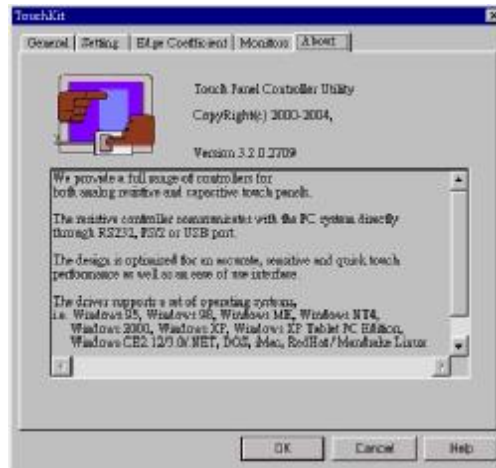 TouchKit
General Setting Edge Coefficient Monitors About
Touch Panel Controller Utility
CopyRight(c) 2000-2004,
Version 3.2.0.2709
We provide a full range of controllers for
both analog resistive and capacitive touch panels.
The resistive controller communicates with the PC system directly
through RS232, PS/2 or USB port.
The design is optimized for an accurate, sensitive and quick touch
performance as well as an ease of use interface.
The driver supports a set of operating systems,
i.e. Windows 95, Windows 98, Windows ME, Windows NT4,
Windows 2000, Windows XP, Windows XP Tablet PC Edition,
Windows CE2.12/3.0/.NET, DOS, iMac, RedHat/Mandrake Linux
OK Cancel Help